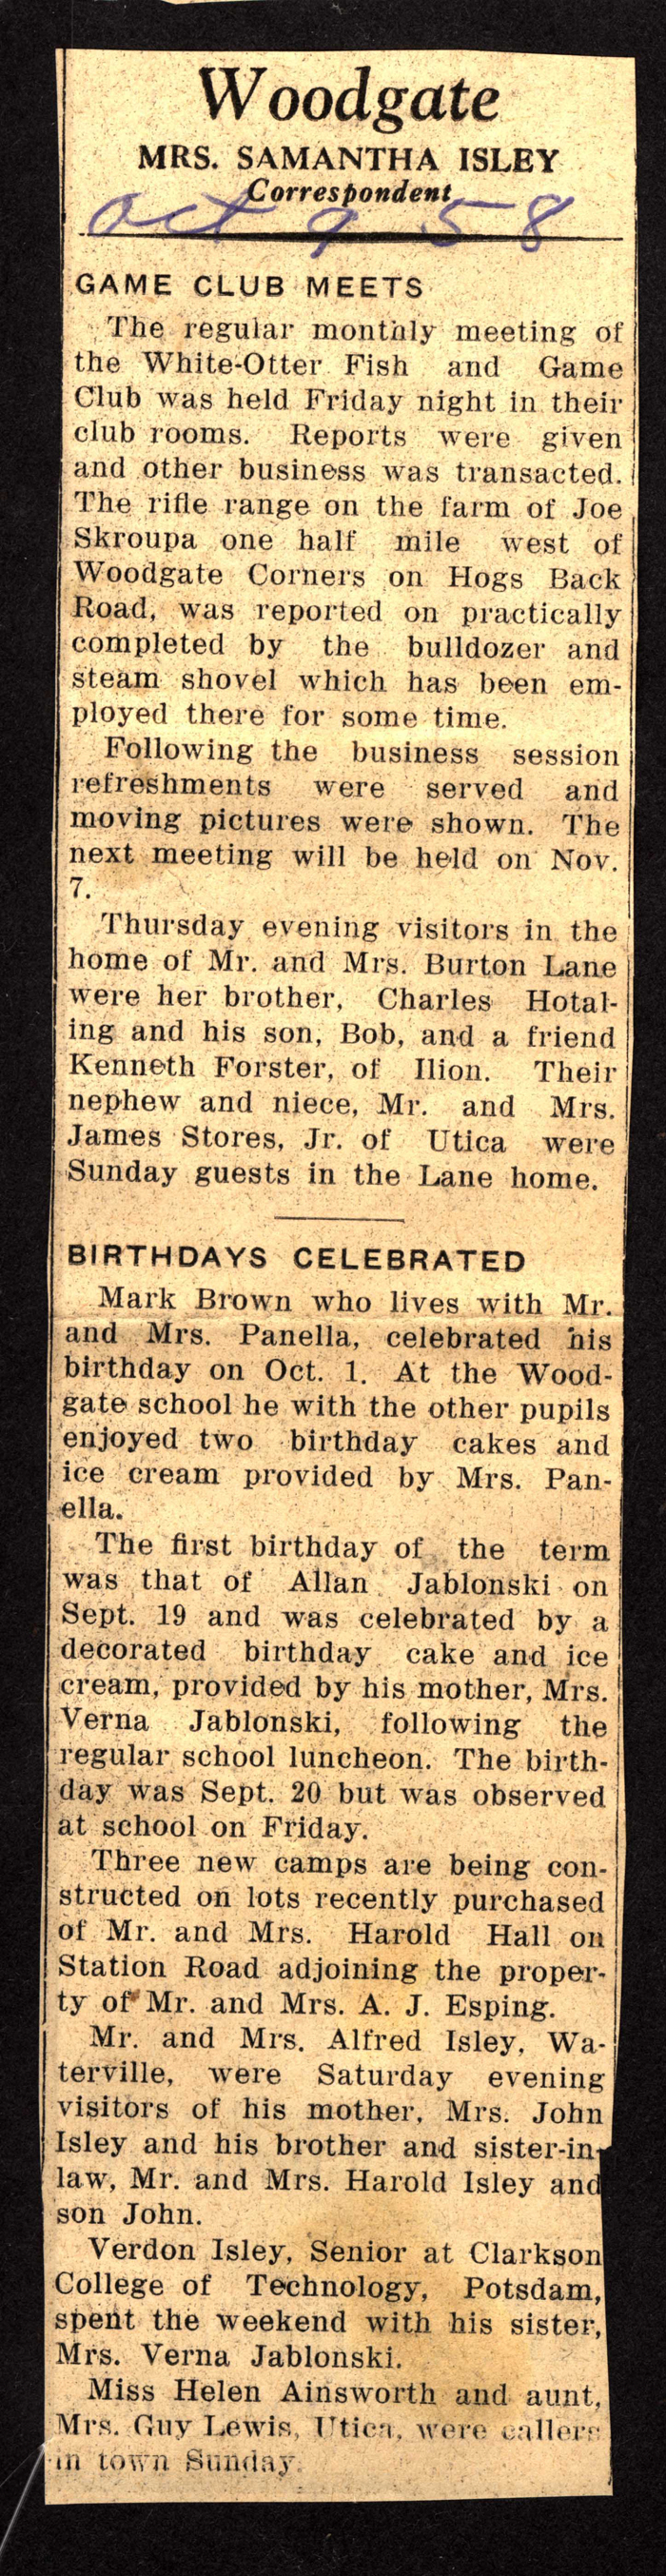 Woodgate
MRS. SAMANTHA ISLEY
Correspondent
Oct 9 58
GAME CLUB MEETS
The regular monthly meeting of
the White-Otter Fish and Game
Club was held Friday night in their
club rooms. Reports were given
and other business was transacted.
The rifle range on the farm of Joe
Skroupa one half mile west of
Woodgate Corners on Hogs Back
Road, was reported on practically
completed by the bulldozer and
steam shovel which has been em-
ployed there for some time.
Following the business session
refreshments were served and
moving pictures were shown. The
next meeting will be held on Nov.
7.
Thursday evening visitors in the
home of Mr. and Mrs. Burton Lane
were her brother, Charles Hotal-
ing and his son, Bob, and a friend
Kenneth Forster, of Ilion. Their
nephew and niece, Mr. and Mrs.
James Stores, Jr. of Utica were
Sunday guests in the Lane home.
BIRTHDAYS CELEBRATED
Mark Brown who lives with Mr.
and Mrs. Panella, celebrated his
birthday on Oct. 1. At the Wood-
gate school he with the other pupils
enjoyed two birthday cakes and
ice cream provided by Mrs. Pan-
ella.
The first birthday of the term
was that of Allan Jablonski on
Sept. 19 and was celebrated by a
decorated birthday cake and ice
cream, provided by his mother, Mrs.
Verna Jablonski, following the
regular school luncheon. The birth-
day was Sept. 20 but was observed
at school on Friday.
Three new camps are being con-
structed on lots recently purchased
of Mr. and Mrs. Harold Hall on
Station Road adjoining the proper-
ty of Mr. and Mrs. A. J. Esping.
Mr. and Mrs. Alfred Isley, Wa-
terville, were Saturday evening
visitors of his mother, Mrs. John
Isley and his brother and sister-in-
law, Mr. and Mrs. Harold Isley and
son John.
Verdon Isley, Senior at Clarkson
College of Technology, Potsdam,
spent the weekend with his sister,
Mrs. Verna Jablonski.
Miss Helen Ainsworth and aunt,
Mrs. Guy Lewis, Utica, were callers
in town Sunday.